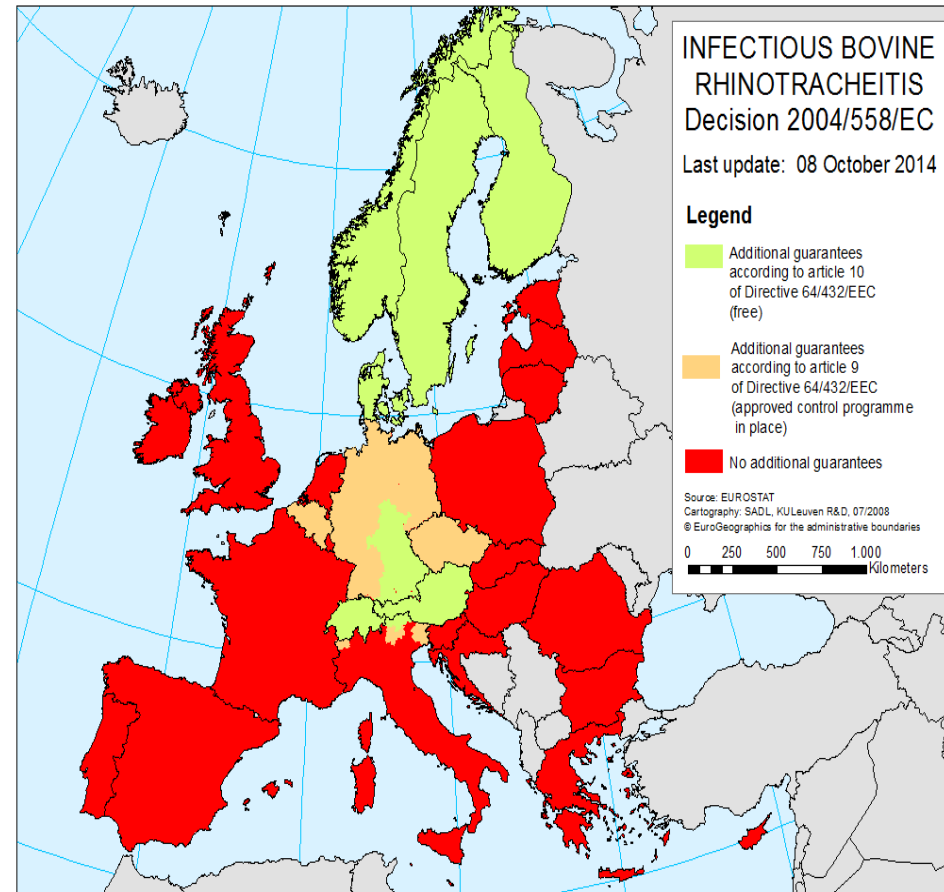 INFECTIOUS BOVINE
RHINOTRACHEITIS
Decision 2004/558/EC
Last update: 08 October 2014
Legend
Additional guarantees
according to article 10
of Directive 64/432/EEC
(free)
Additional guarantees
according to article 9
of Directive 64/432/EEC
(approved control programme
in place)
No additional guarantees
Source: EUROSTAT
Cartography: SADL, KULeuven R&D, 07/2008
© EuroGeographics for the administrative boundaries
0 250 500 750 1.000
Kilometers